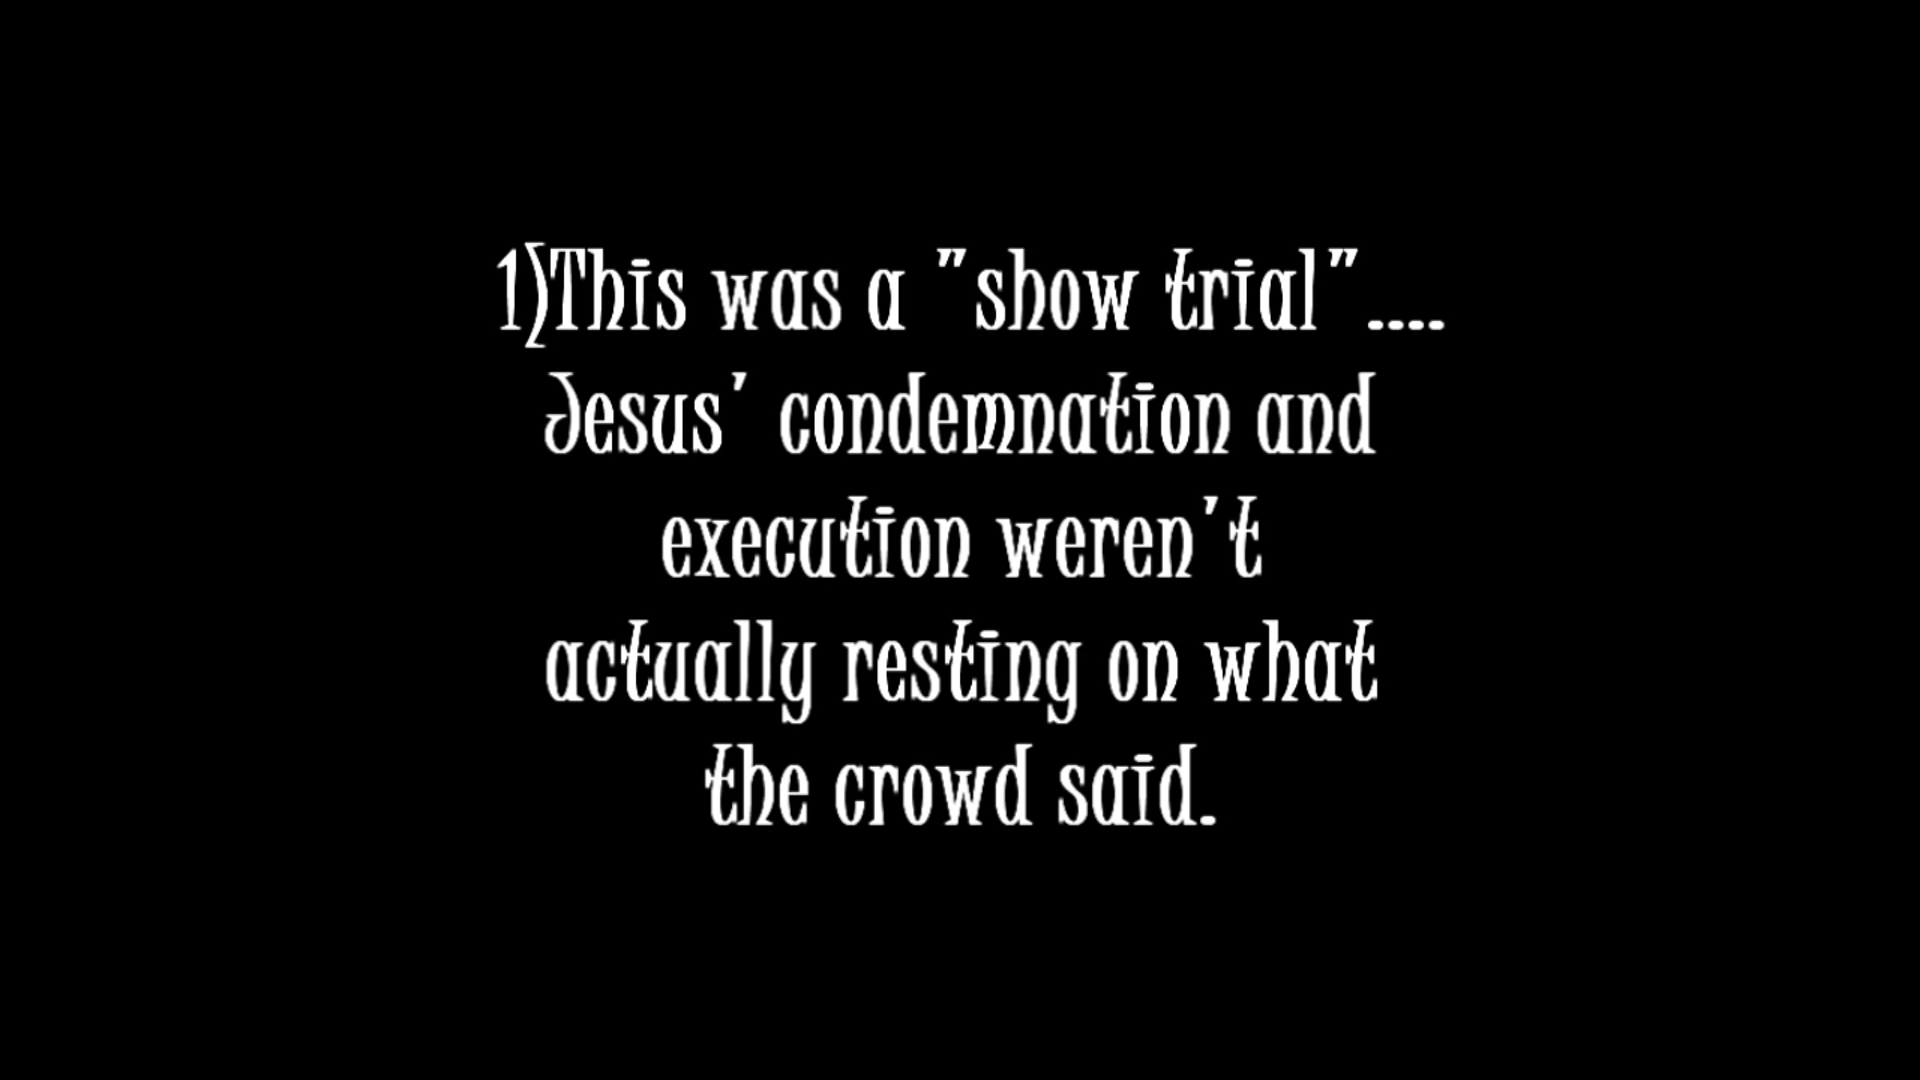 1)This was a "show trial"....
Jesus' condemnation and
execution weren't
actually resting on what
the crowd said.